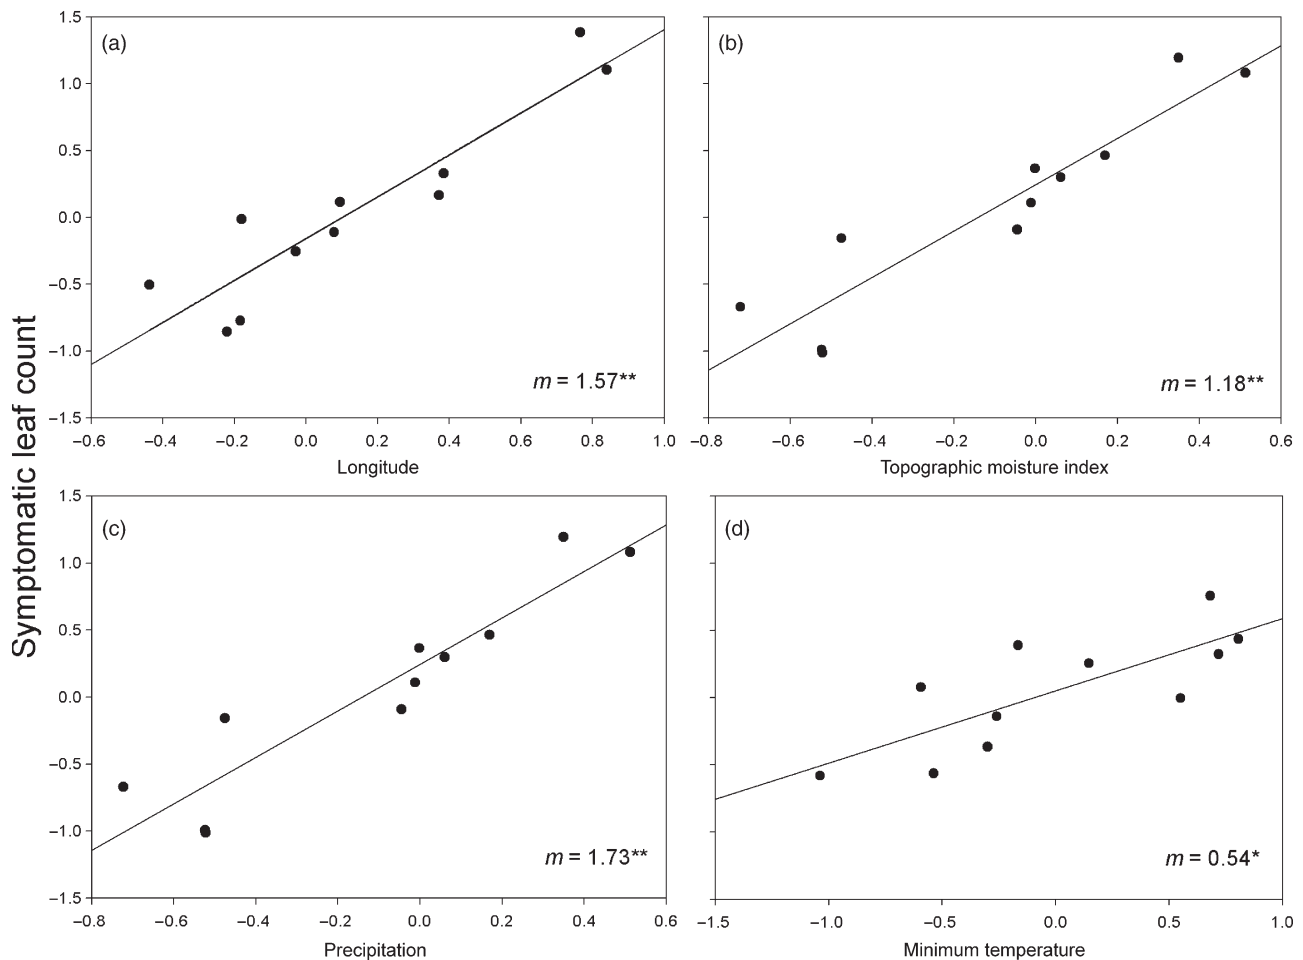 Symptomatic leaf count
(a)
1.5
1.0
0.5
0.0
−0.5
−1.0
−1.5
m = 1.57**
−0.6 −0.4 −0.2 0.0 0.2 0.4 0.6 0.8 1.0
Longitude
(b)
m = 1.18**
−0.8 −0.6 −0.4 −0.2 0.0 0.2 0.4 0.6
Topographic moisture index
(c)
1.5
1.0
0.5
0.0
−0.5
−1.0
−1.5
m = 1.73**
−0.8 −0.6 −0.4 −0.2 0.0 0.2 0.4 0.6
Precipitation
(d)
m = 0.54*
−1.5 −1.0 −0.5 0.0 0.5 1.0
Minimum temperature